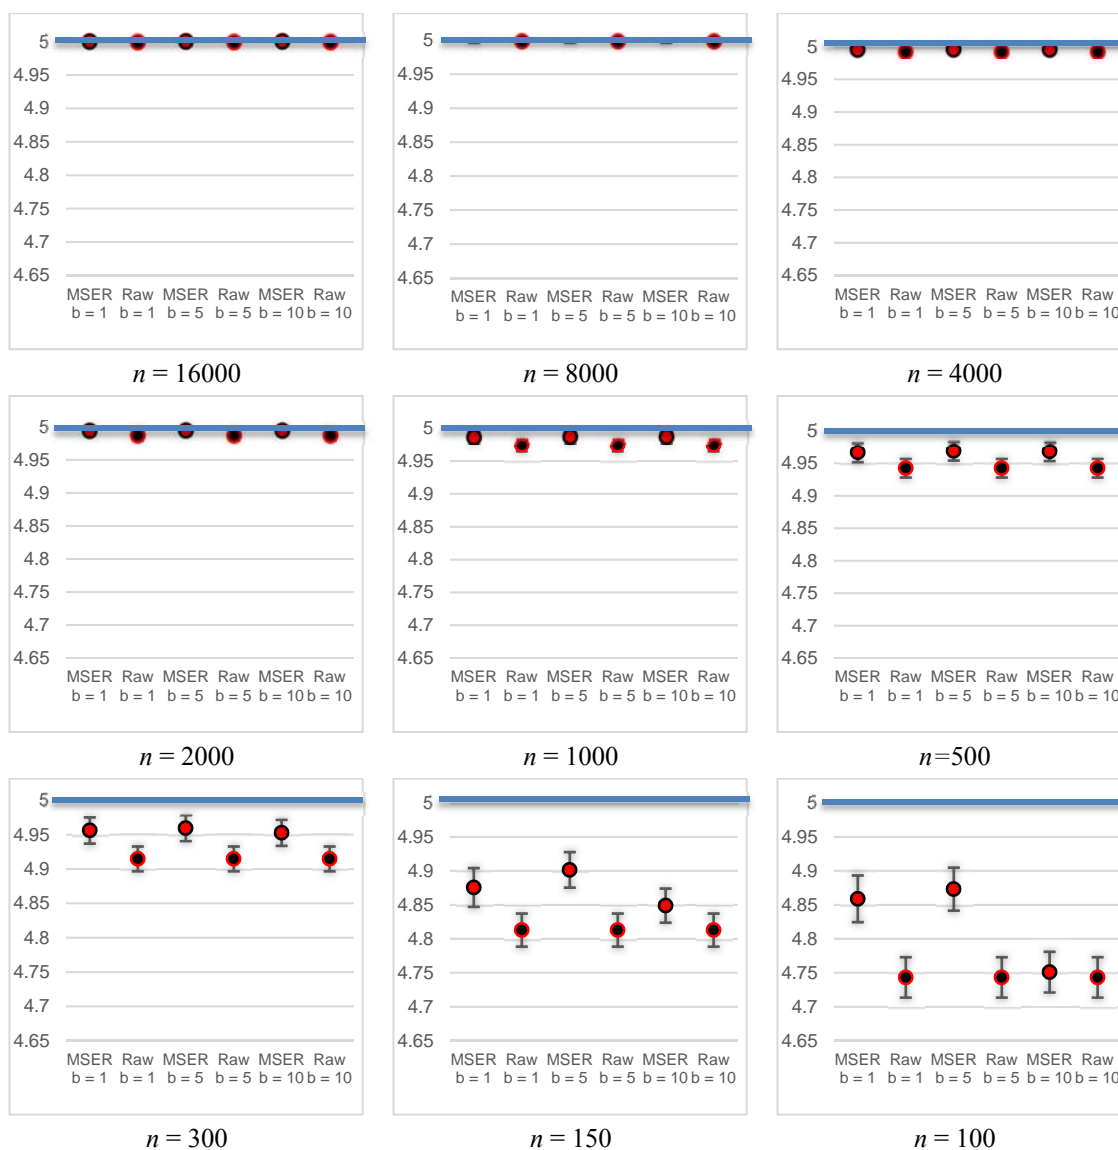 5
4.95
4.9
4.85
4.8
4.75
4.7
4.65
MSER Raw MSER Raw MSER Raw
b = 1 b = 1 b = 5 b = 5 b = 10 b = 10
n = 16000
5
4.95
4.9
4.85
4.8
4.75
4.7
4.65
MSER Raw MSER Raw MSER Raw
b = 1 b = 1 b = 5 b = 5 b = 10 b = 10
n = 8000
5
4.95
4.9
4.85
4.8
4.75
4.7
4.65
MSER Raw MSER Raw MSER Raw
b = 1 b = 1 b = 5 b = 5 b = 10 b = 10
n = 4000
5
4.95
4.9
4.85
4.8
4.75
4.7
4.65
MSER Raw MSER Raw MSER Raw
b = 1 b = 1 b = 5 b = 5 b = 10 b = 10
n = 2000
5
4.95
4.9
4.85
4.8
4.75
4.7
4.65
MSER Raw MSER Raw MSER Raw
b = 1 b = 1 b = 5 b = 5 b = 10 b = 10
n = 1000
5
4.95
4.9
4.85
4.8
4.75
4.7
4.65
MSER Raw MSER Raw MSER Raw
b = 1 b = 1 b = 5 b = 5 b = 10 b = 10
n=500
5
4.95
4.9
4.85
4.8
4.75
4.7
4.65
MSER Raw MSER Raw MSER Raw
b = 1 b = 1 b = 5 b = 5 b = 10 b = 10
n = 300
5
4.95
4.9
4.85
4.8
4.75
4.7
4.65
MSER Raw MSER Raw MSER Raw
b = 1 b = 1 b = 5 b = 5 b = 10 b = 10
n = 150
5
4.95
4.9
4.85
4.8
4.75
4.7
4.65
MSER Raw MSER Raw MSER Raw
b = 1 b = 1 b = 5 b = 5 b = 10 b = 10
n = 100